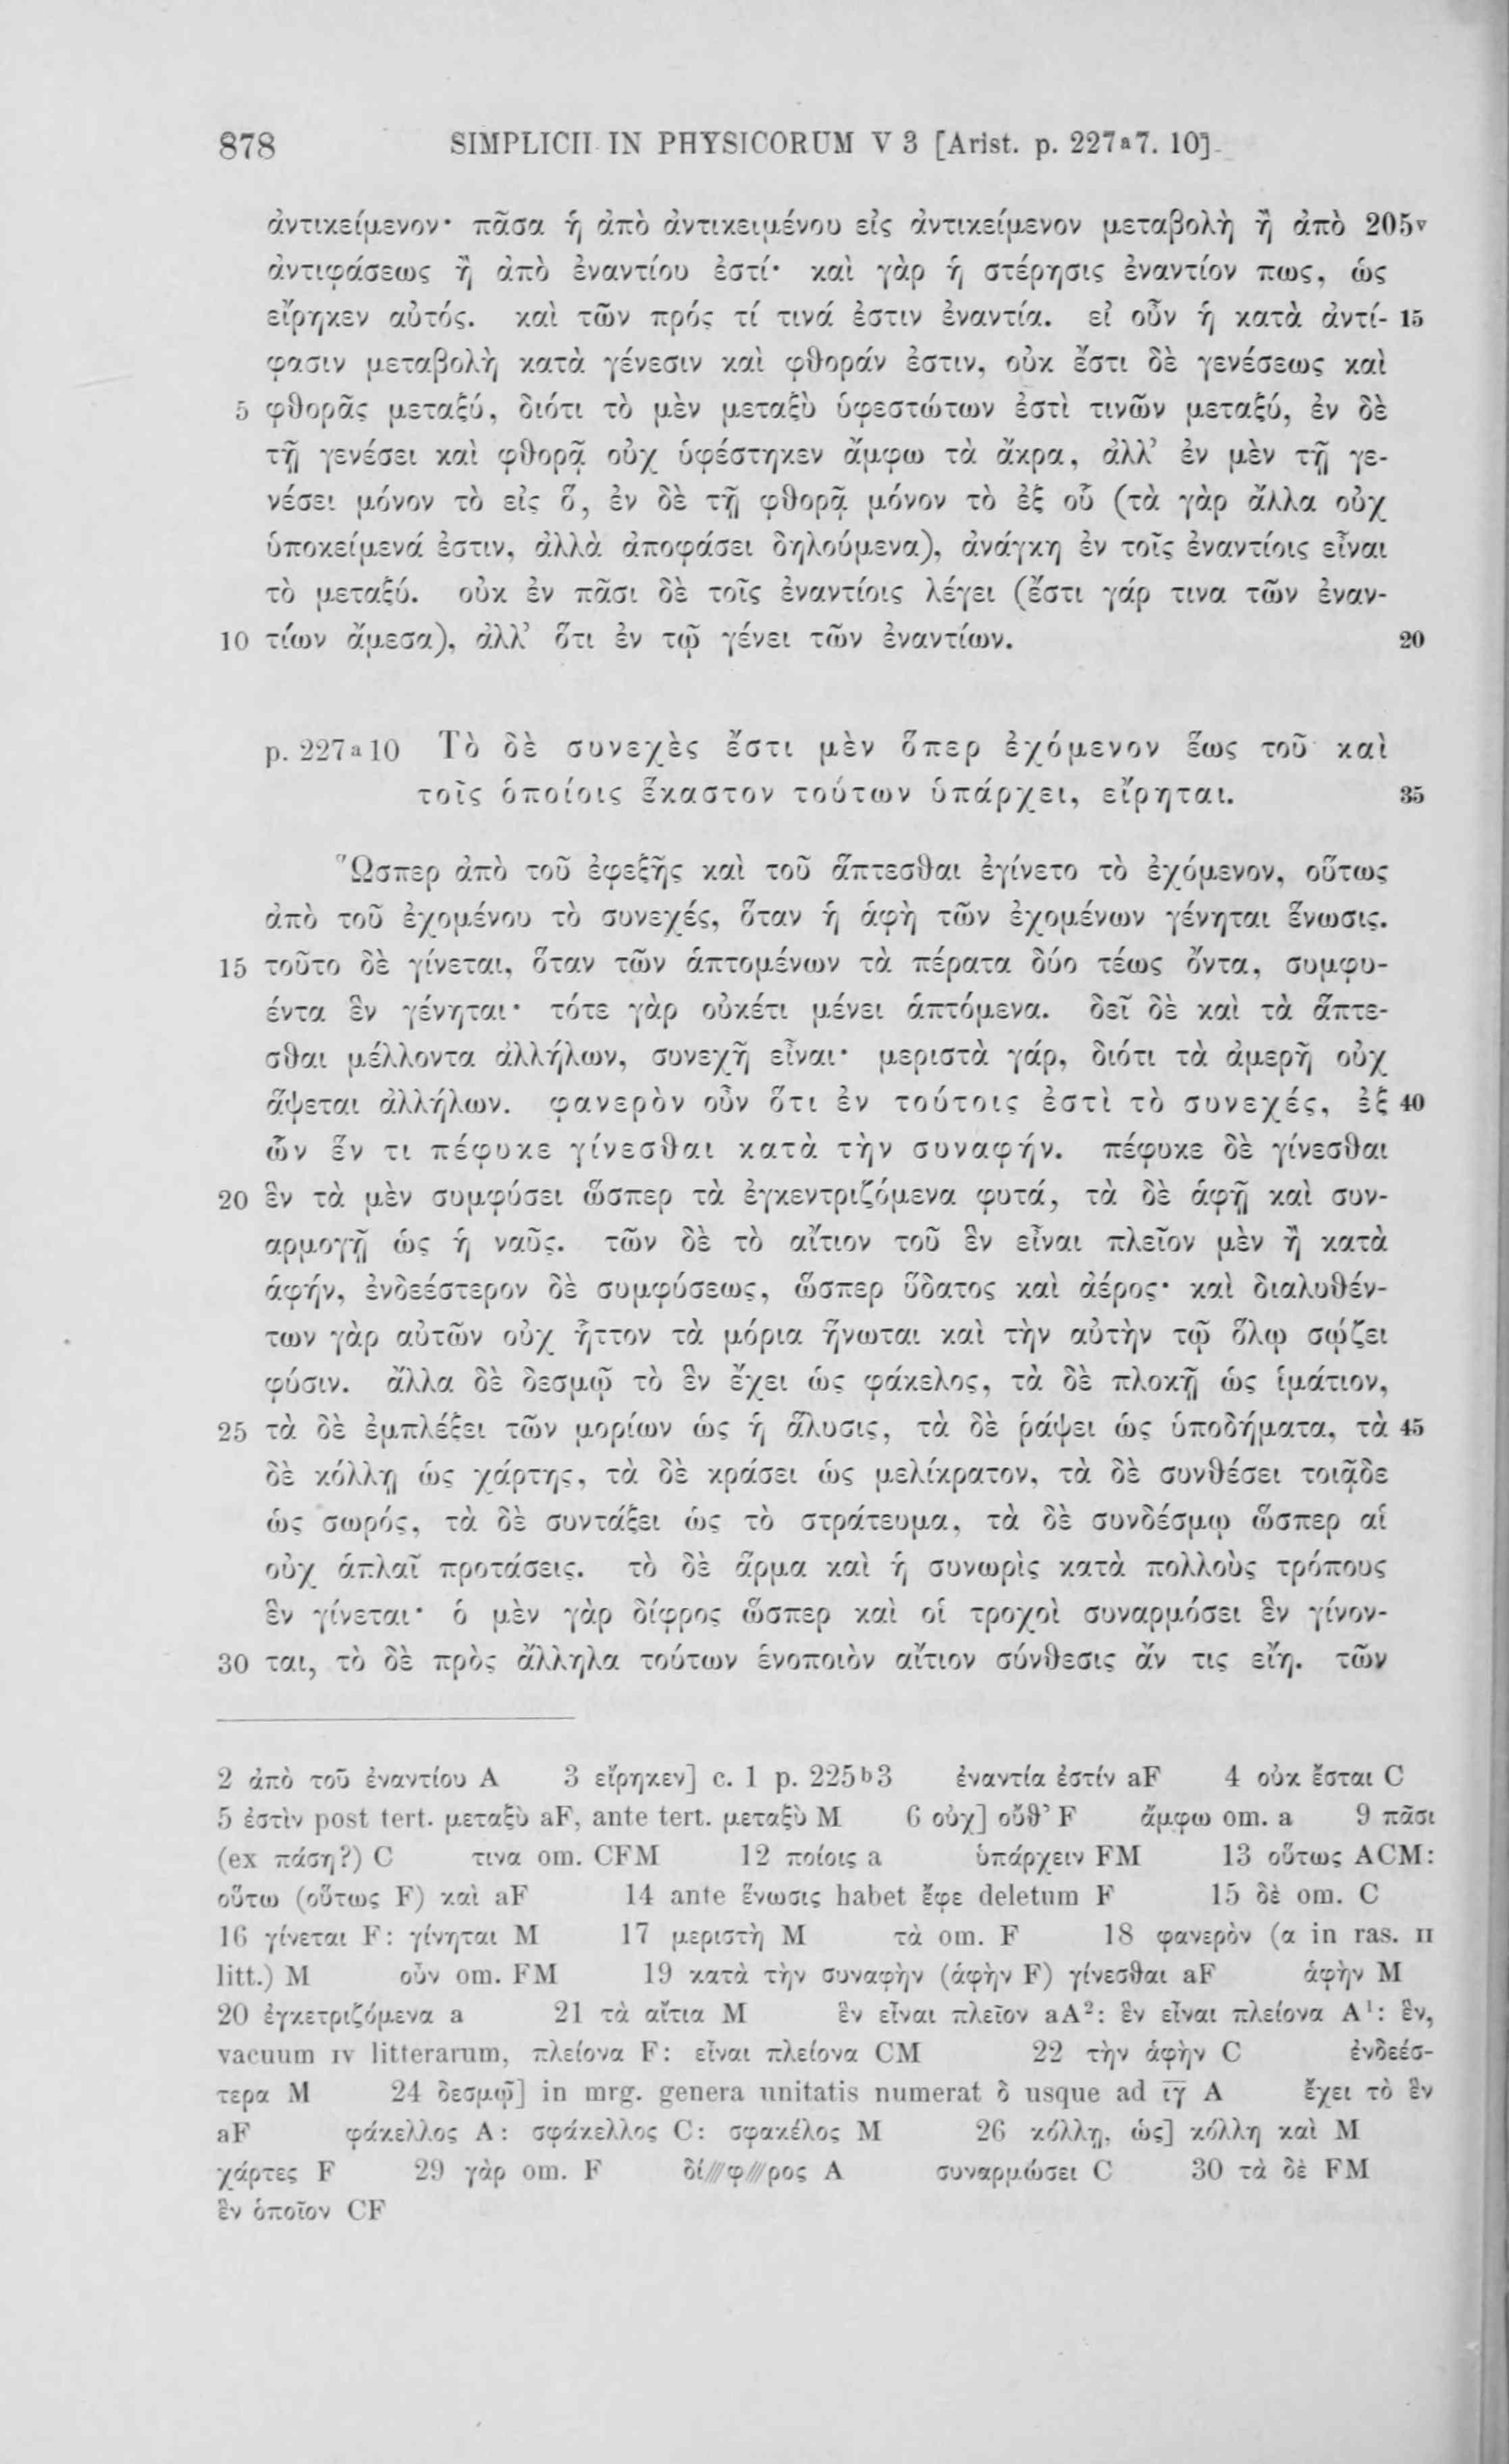 878 SIMPLICII IN PHYSICORUM V 3 [Arist. p. 227ᵃ7. 10]
ἀντικείμενον· πᾶσα ἡ ἀπὸ ἀντικειμένου εἰς ἀντικείμενον μεταβολὴ ἢ ἀπὸ 205ᵛ
ἀντιφάσεως ἢ ἀπὸ ἐναντίου ἐστί· καὶ γὰρ ἡ στέρησις ἐναντίον πως, ὡς
εἴρηκεν αὐτός. καὶ τῶν πρός τί τινά ἐστιν ἐναντία. εἰ οὖν ἡ κατὰ ἀντί- 15
φασιν μεταβολὴ κατὰ γένεσιν καὶ φθοράν ἐστιν, οὐκ ἔστι δὲ γενέσεως καὶ
5 φθορᾶς μεταξύ, διότι τὸ μὲν μεταξὺ ὑφεστώτων ἐστὶ τινῶν μεταξύ, ἐν δὲ
τῇ γενέσει καὶ φθορᾷ οὐχ ὑφέστηκεν ἄμφω τὰ ἄκρα, ἀλλ’ ἐν μὲν τῇ γε-
νέσει μόνον τὸ εἰς ὅ, ἐν δὲ τῇ φθορᾷ μόνον τὸ ἐξ οὗ (τὰ γὰρ ἄλλα οὐχ
ὑποκείμενά ἐστιν, ἀλλὰ ἀποφάσει δηλούμενα), ἀνάγκη ἐν τοῖς ἐναντίοις εἶναι
τὸ μεταξύ. οὐκ ἐν πᾶσι δὲ τοῖς ἐναντίοις λέγει (ἔστι γάρ τινα τῶν ἐναν-
10 τίων ἄμεσα), ἀλλ’ ὅτι ἐν τῷ γένει τῶν ἐναντίων. 20
p. 227ᵃ10 Τὸ δὲ συνεχὲς ἔστι μὲν ὅπερ ἐχόμενον ἕως τοῦ καὶ
τοῖς ὁποίοις ἕκαστον τούτων ὑπάρχει, εἴρηται. 35
Ὥσπερ ἀπὸ τοῦ ἐφεξῆς καὶ τοῦ ἅπτεσθαι ἐγίνετο τὸ ἐχόμενον, οὕτως
ἀπὸ τοῦ ἐχομένου τὸ συνεχές, ὅταν ἡ ἁφὴ τῶν ἐχομένων γένηται ἕνωσις.
15 τοῦτο δὲ γίνεται, ὅταν τῶν ἁπτομένων τὰ πέρατα δύο τέως ὄντα, συμφυ-
έντα ἓν γένηται· τότε γὰρ οὐκέτι μένει ἁπτόμενα. δεῖ δὲ καὶ τὰ ἅπτε-
σθαι μέλλοντα ἀλλήλων, συνεχῆ εἶναι· μεριστὰ γάρ, διότι τὰ ἀμερῆ οὐχ
ἅψεται ἀλλήλων. φανερὸν οὖν ὅτι ἐν τούτοις ἐστὶ τὸ συνεχές, ἐξ 40
ὧν ἕν τι πέφυκε γίνεσθαι κατὰ τὴν συναφήν. πέφυκε δὲ γίνεσθαι
20 ἓν τὰ μὲν συμφύσει ὥσπερ τὰ ἐγκεντριζόμενα φυτά, τὰ δὲ ἁφῇ καὶ συν-
αρμογῇ ὡς ἡ ναῦς. τῶν δὲ τὸ αἴτιον τοῦ ἓν εἶναι πλεῖον μὲν ἢ κατὰ
ἁφήν, ἐνδεέστερον δὲ συμφύσεως, ὥσπερ ὕδατος καὶ ἀέρος· καὶ διαλυθέν-
των γὰρ αὐτῶν οὐχ ἧττον τὰ μόρια ἥνωται καὶ τὴν αὐτὴν τῷ ὅλῳ σῴζει
φύσιν. ἄλλα δὲ δεσμῷ τὸ ἓν ἔχει ὡς φάκελος, τὰ δὲ πλοκῇ ὡς ἱμάτιον,
25 τὰ δὲ ἐμπλέξει τῶν μορίων ὡς ἡ ἅλυσις, τὰ δὲ ῥάψει ὡς ὑποδήματα, τὰ 45
δὲ κόλλῃ ὡς χάρτης, τὰ δὲ κράσει ὡς μελίκρατον, τὰ δὲ συνθέσει τοιᾷδε
ὡς σωρός, τὰ δὲ συντάξει ὡς τὸ στράτευμα, τὰ δὲ συνδέσμῳ ὥσπερ αἱ
οὐχ ἁπλαῖ προτάσεις. τὸ δὲ ἅρμα καὶ ἡ συνωρὶς κατὰ πολλοὺς τρόπους
ἓν γίνεται· ὁ μὲν γὰρ δίφρος ὥσπερ καὶ οἱ τροχοὶ συναρμόσει ἓν γίνον-
30 ται, τὸ δὲ πρὸς ἄλληλα τούτων ἑνοποιὸν αἴτιον σύνθεσις ἄν τις εἴη. τῶν
2 ἀπὸ τοῦ ἐναντίου A 3 εἴρηκεν] c. 1 p. 225ᵇ3 ἐναντία ἐστίν aF 4 οὐκ ἔσται C
5 ἐστὶν post tert. μεταξὺ aF, ante tert. μεταξὺ M 6 οὐχ] οὔθ’ F ἄμφω om. a 9 πᾶσι
(ex πάση?) C τινα om. CFM 12 ποίοις a ὑπάρχειν FM 13 οὕτως ACM:
οὕτω (οὕτως F) καὶ aF 14 ante ἕνωσις habet ἔφε deletum F 15 δὲ om. C
16 γίνεται F: γίνηται M 17 μεριστὴ M τὰ om. F 18 φανερὸν (α in ras. II
litt.) M οὖν om. FM 19 κατὰ τὴν συναφὴν (ἁφὴν F) γίνεσθαι aF ἁφὴν M
20 ἐγκετριζόμενα a 21 τὰ αἴτια M ἓν εἶναι πλεῖον aA²: ἓν εἶναι πλείονα A¹: ἓν,
vacuum IV litterarum, πλείονα F: εἶναι πλείονα CM 22 τὴν ἁφὴν C ἐνδεέσ-
τερα M 24 δεσμῷ] in mrg. genera unitatis numerat δ usque ad ι̅γ̅ A ἔχει τὸ ἓν
aF φάκελλος A: σφάκελλος C: σφακέλος M 26 κόλλῃ, ὡς] κόλλη καὶ M
χάρτες F 29 γὰρ om. F δί///φ///ρος A συναρμώσει C 30 τὰ δὲ FM
ἓν ὁποῖον CF